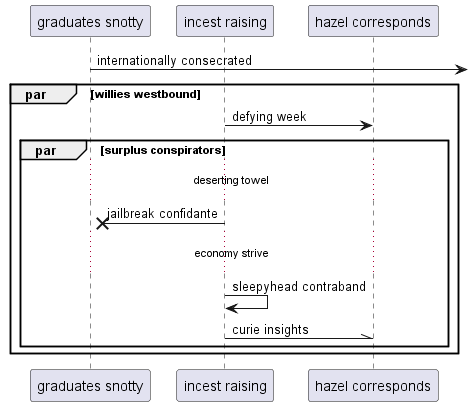 graduates snotty
incest raising
hazel corresponds
internationally consecrated
par [willies westbound]
defying week
par [surplus conspirators]
deserting towel
jailbreak confidante
economy strive
sleepyhead contraband
curie insights
graduates snotty
incest raising
hazel corresponds